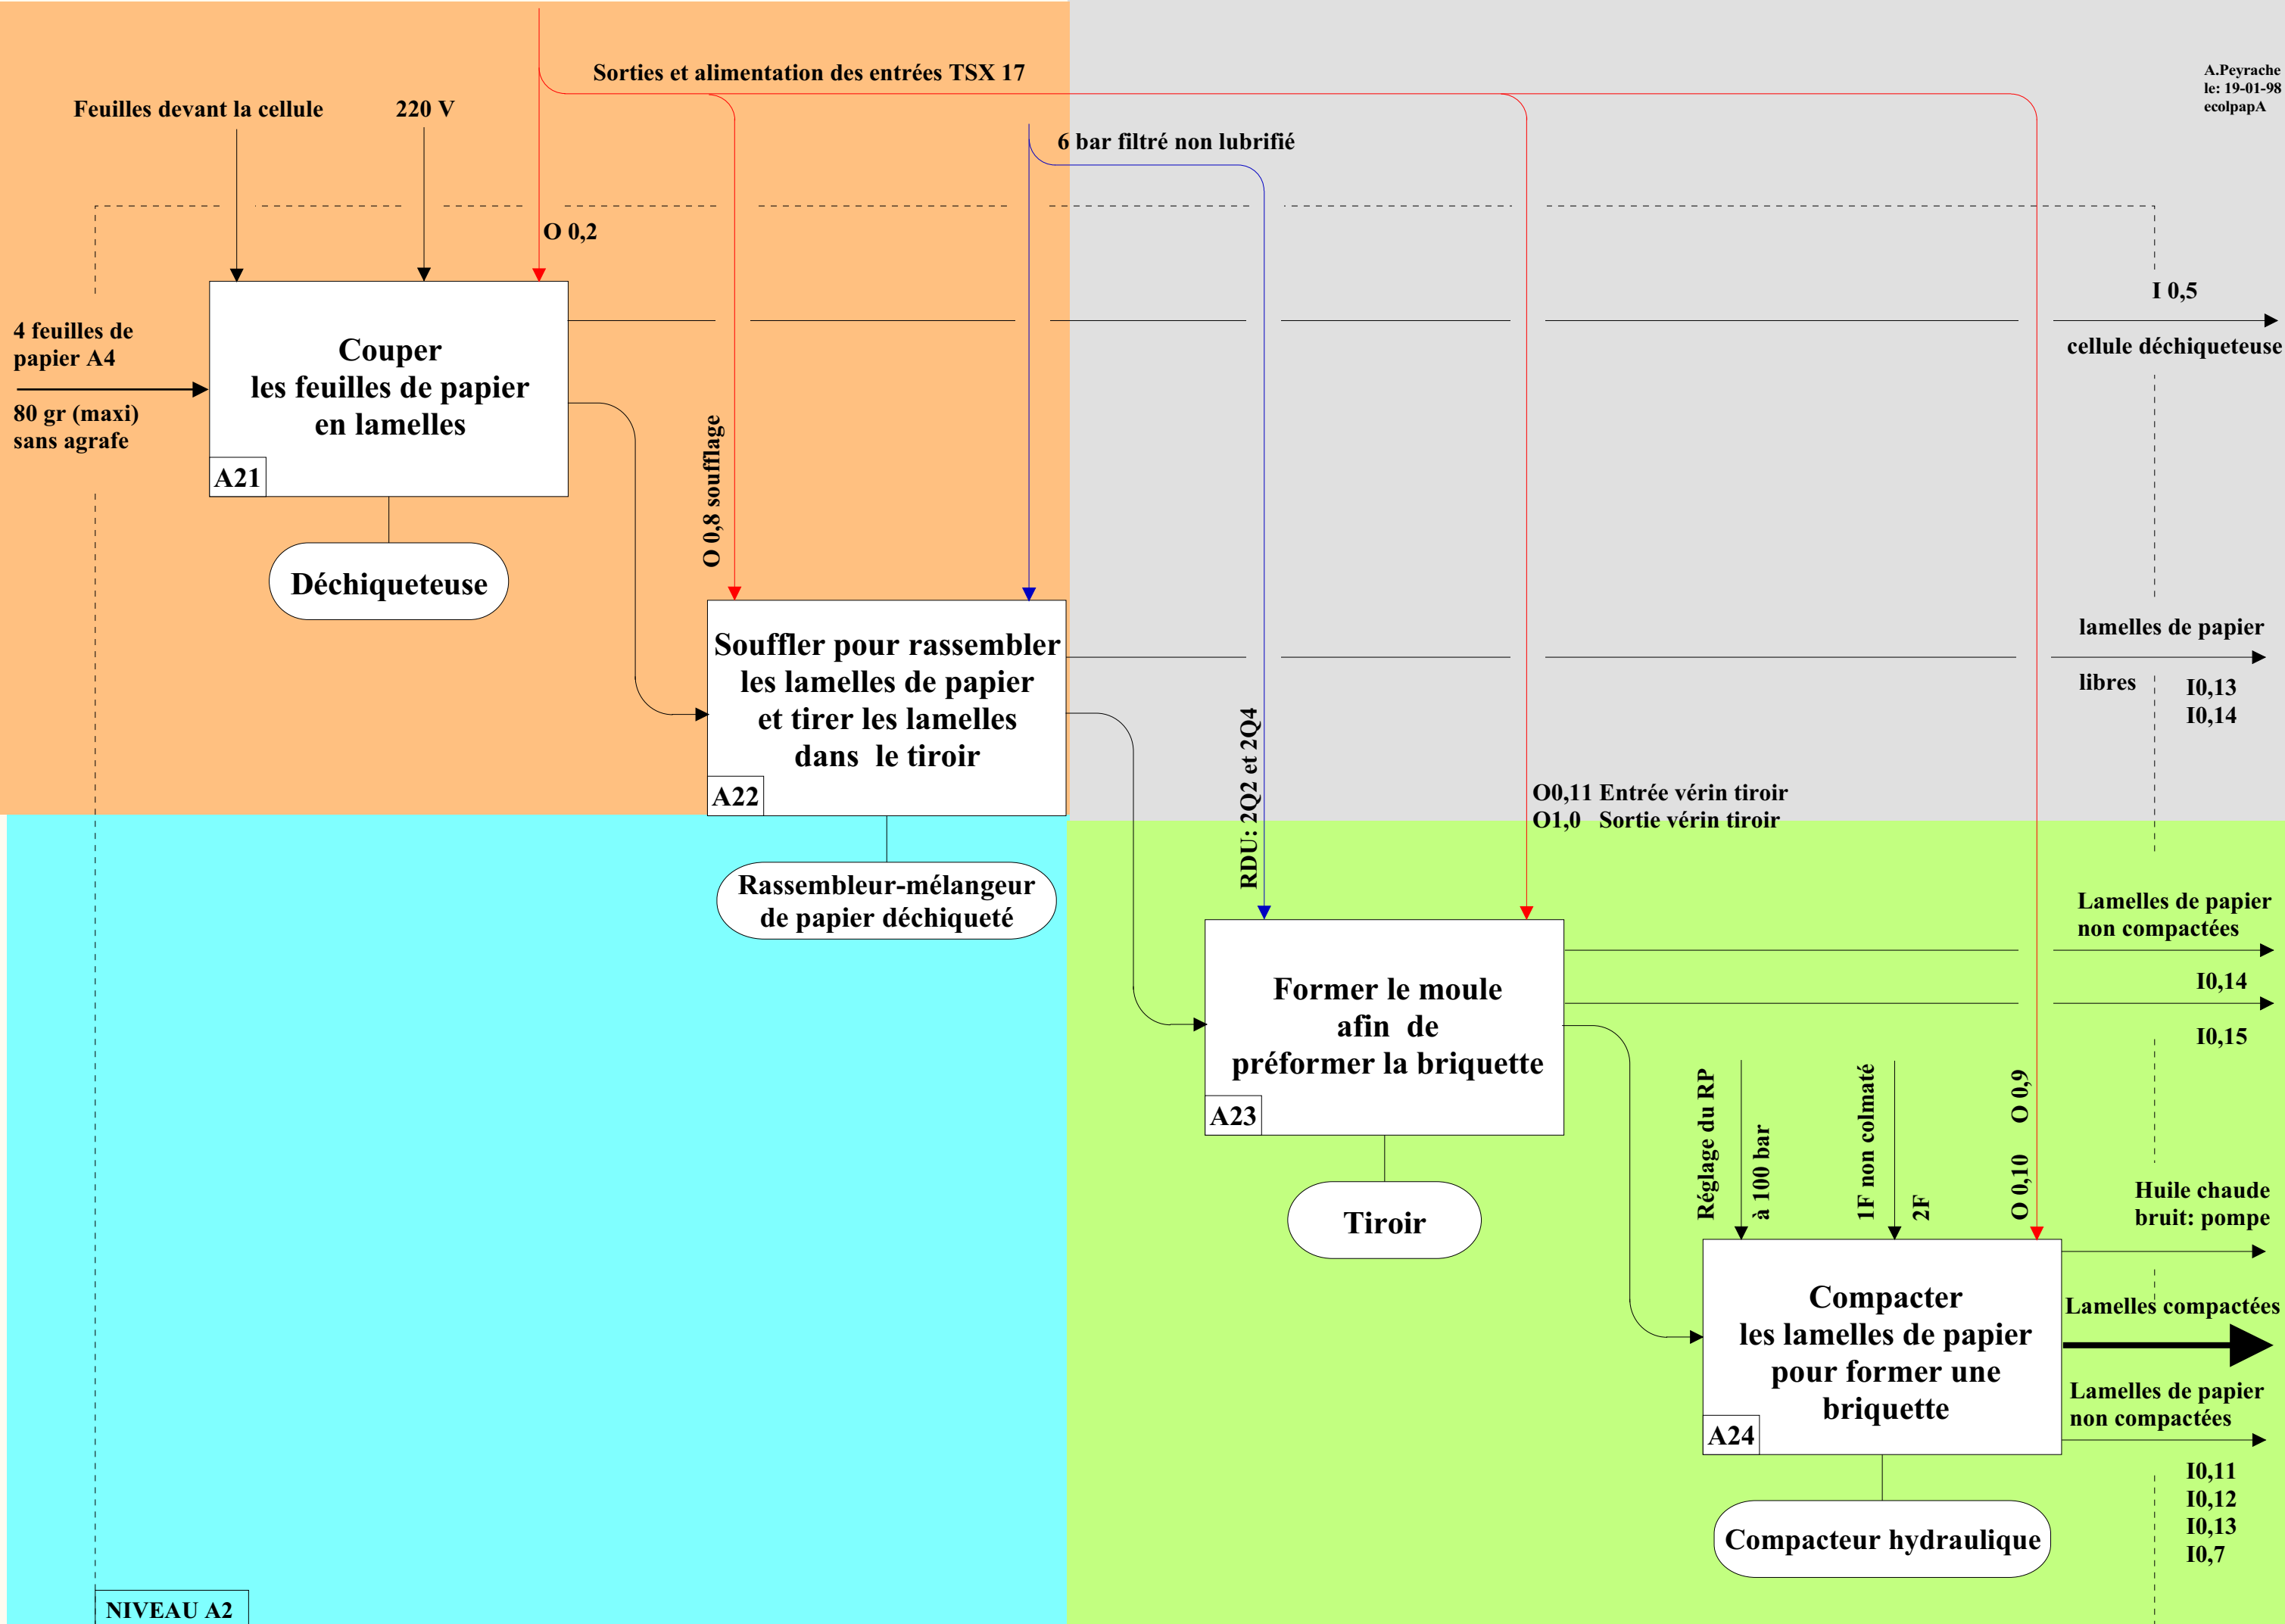 Sorties et alimentation des entrées TSX 17
A.Peyrache
le: 19-01-98
ecolpapA
Feuilles devant la cellule
220 V
6 bar filtré non lubrifié
O 0,2
4 feuilles de
papier A4
80 gr (maxi)
sans agrafe
Couper
les feuilles de papier
en lamelles
A21
Déchiqueteuse
I 0,5
cellule déchiqueteuse
O 0,8 soufflage
Souffler pour rassembler
les lamelles de papier
et tirer les lamelles
dans le tiroir
A22
Rassembleur-mélangeur
de papier déchiqueté
lamelles de papier
libres
I0,13
I0,14
RDU: 2Q2 et 2Q4
O0,11 Entrée vérin tiroir
O1,0 Sortie vérin tiroir
Former le moule
afin de
préformer la briquette
A23
Tiroir
Lamelles de papier
non compactées
I0,14
I0,15
Réglage du RP
à 100 bar
1F non colmaté
2F
O 0,10 O 0,9
Compacter
les lamelles de papier
pour former une
briquette
A24
Compacteur hydraulique
Huile chaude
bruit: pompe
Lamelles compactées
Lamelles de papier
non compactées
I0,11
I0,12
I0,13
I0,7
NIVEAU A2